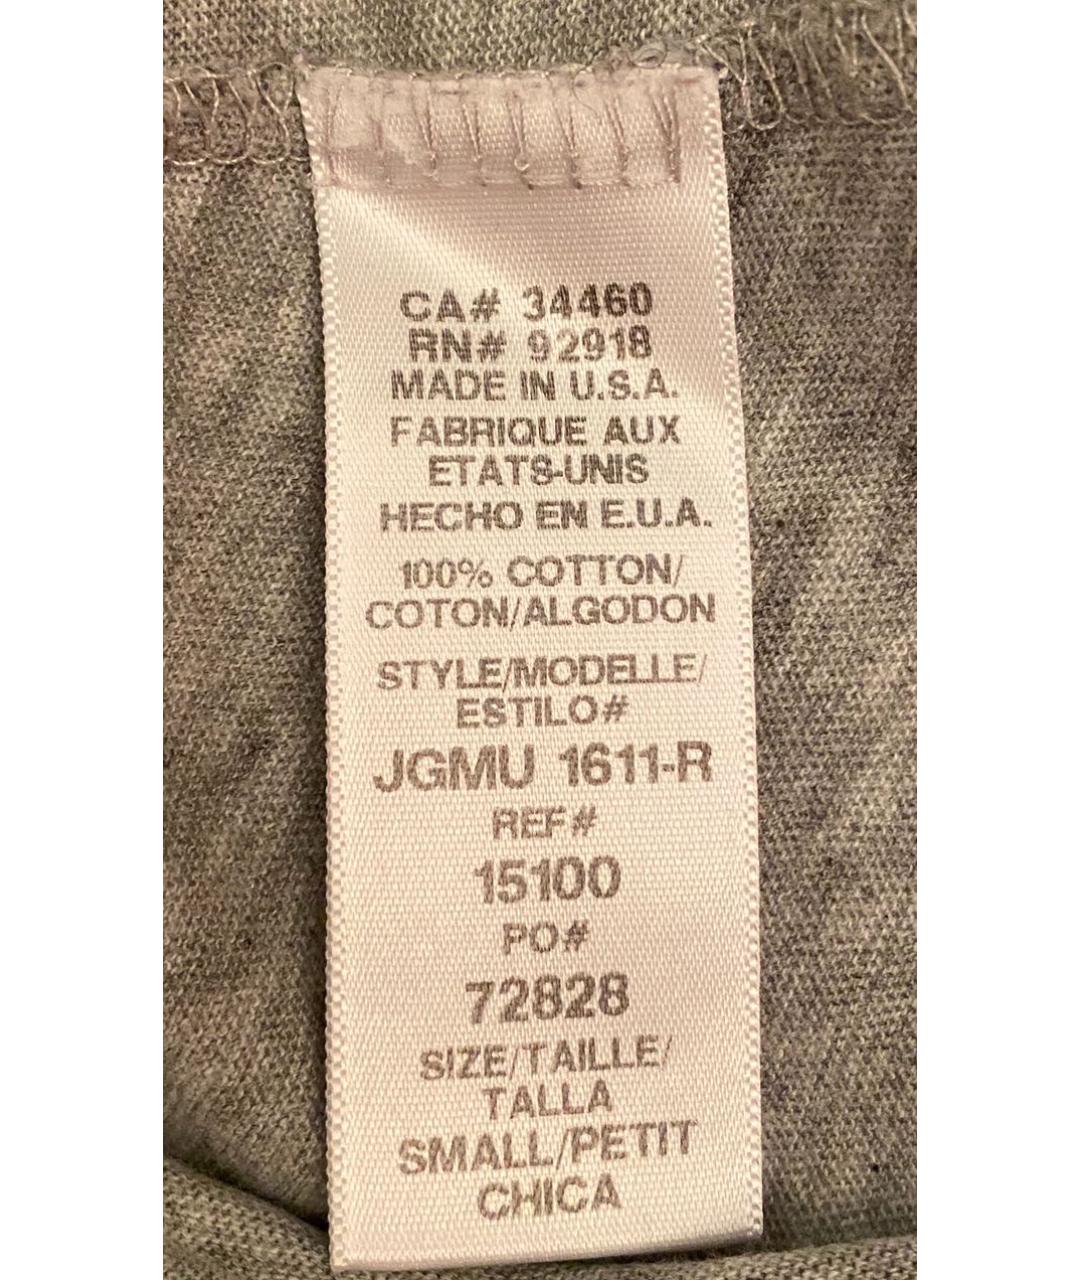 CA# 34460
RN# 92918
MADE IN U.S.A.
FABRIQUE AUX
ETATS-UNIS
HECHO EN E.U.A.
100% COTTON/
COTON/ALGODON
STYLE/MODELLE/
ESTILO#
JGMU 1611-R
REF#
15100
PO#
72828
SIZE/TAILLE/
TALLA
SMALL/PETIT
CHICA